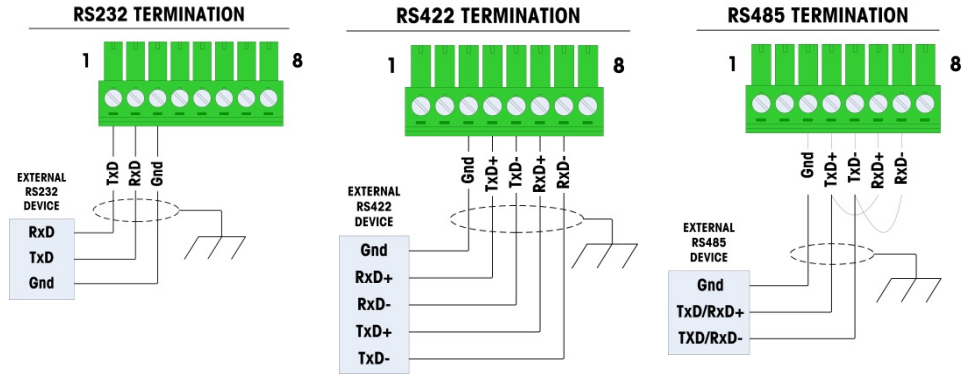 RS232 TERMINATION
1
8
TxD
RxD
Gnd
EXTERNAL
RS232
DEVICE
RxD
TxD
Gnd
RS422 TERMINATION
1
8
Gnd
TxD+
TxD-
RxD+
RxD-
EXTERNAL
RS422
DEVICE
Gnd
RxD+
RxD-
TxD+
TxD-
RS485 TERMINATION
1
8
Gnd
TxD+
TxD-
RxD+
RxD-
EXTERNAL
RS485
DEVICE
Gnd
TxD/RxD+
TXD/RxD-